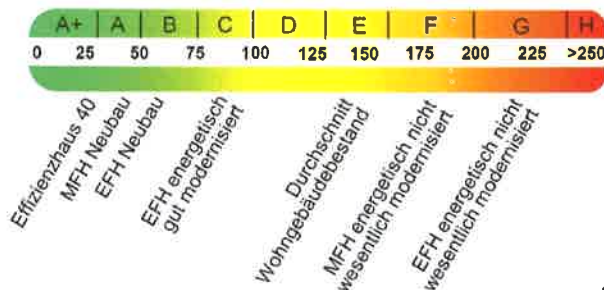 A+ A B C D E F G H
0 25 50 75 100 125 150 175 200 225 >250
Effizienzhaus 40
MFH Neubau
EFH Neubau
EFH energetisch
gut modernisiert
Durchschnitt
Wohngebäudebestand
MFH energetisch nicht
wesentlich modernisiert
EFH energetisch nicht
wesentlich modernisiert